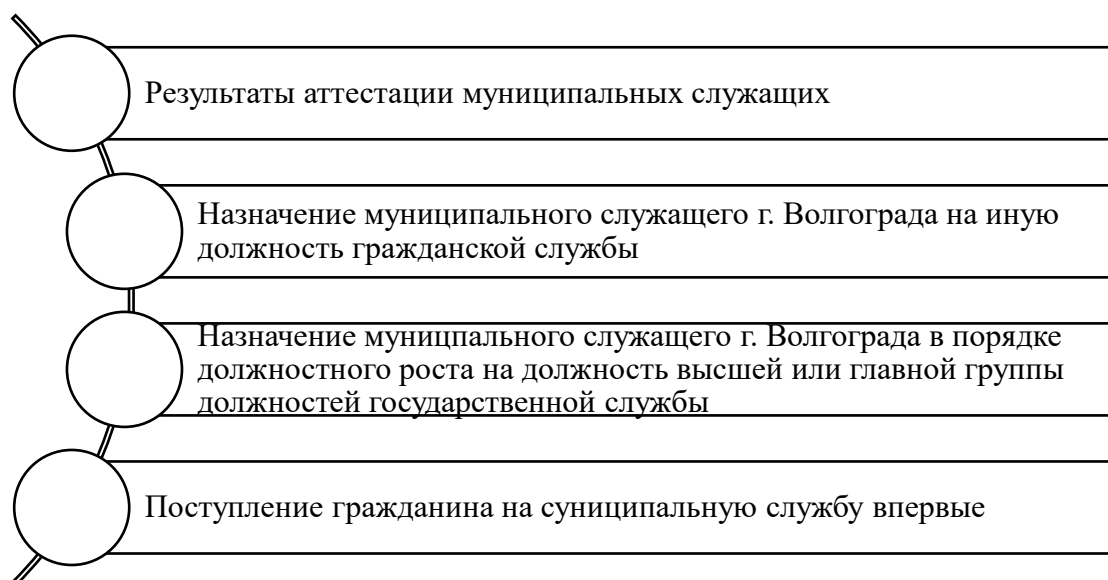 Результаты аттестации муниципальных служащих
Назначение муниципального служащего г. Волгограда на иную
должность гражданской службы
Назначение муницпального служащего г. Волгограда в порядке
должностного роста на должность высшей или главной группы
должностей государственной службы
Поступление гражданина на суниципальную службу впервые